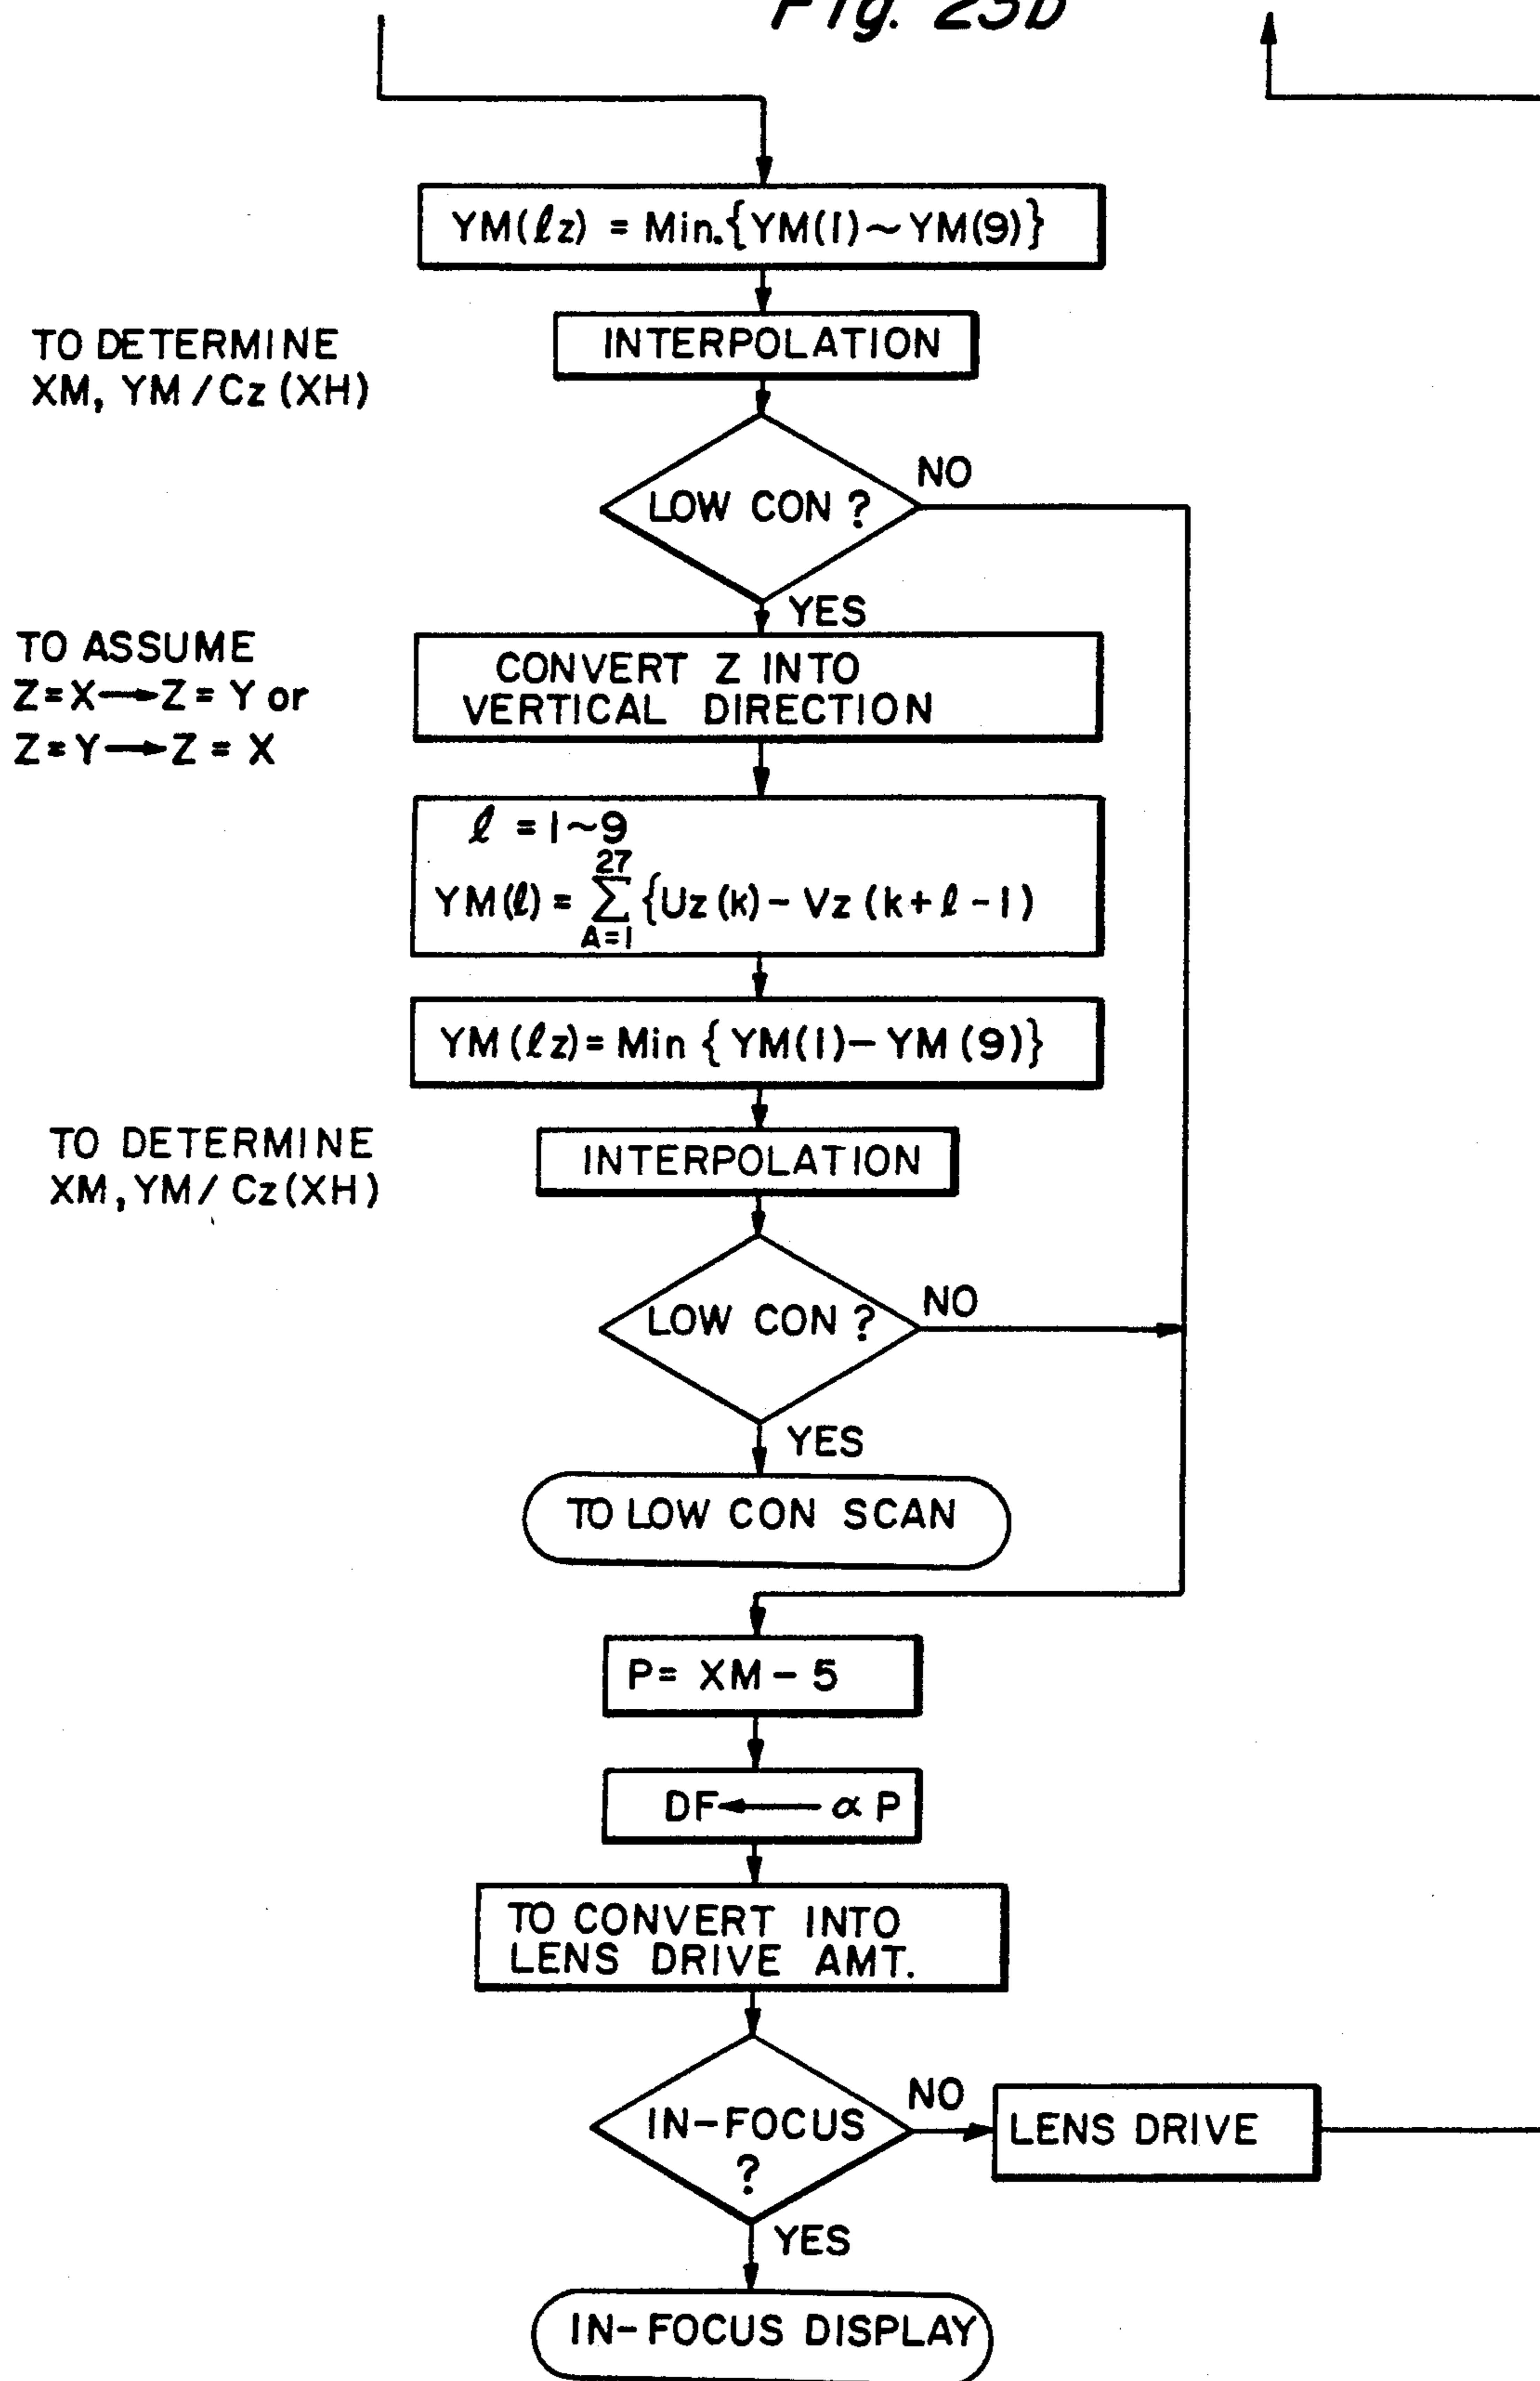 Fig. 23b
YM(ℓz) = Min.{YM(1)~YM(9)}
TO DETERMINE
XM, YM/Cz(XH)
INTERPOLATION
LOW CON ?
NO
YES
TO ASSUME
Z=X→Z=Y or
Z=Y→Z=X
CONVERT Z INTO
VERTICAL DIRECTION
ℓ = 1~9
27
YM(ℓ) = Σ {Uz(k) - Vz(k+ℓ-1)
A=1
YM(ℓz) = Min { YM(1) - YM(9)}
TO DETERMINE
XM, YM/Cz(XH)
INTERPOLATION
LOW CON ?
NO
YES
TO LOW CON SCAN
P= XM - 5
DF ← αP
TO CONVERT INTO
LENS DRIVE AMT.
IN-FOCUS
?
NO
LENS DRIVE
YES
IN-FOCUS DISPLAY